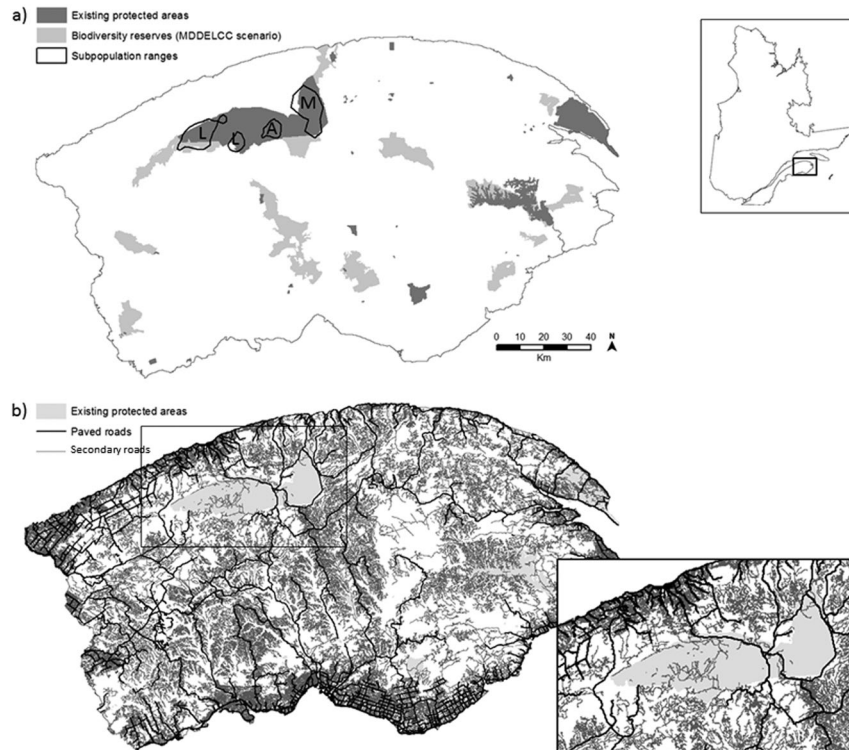 a)
Existing protected areas
Biodiversity reserves (MDDELCC scenario)
Subpopulation ranges
M
L
L
A
0 10 20 30 40
Km
N
b)
Existing protected areas
Paved roads
Secondary roads